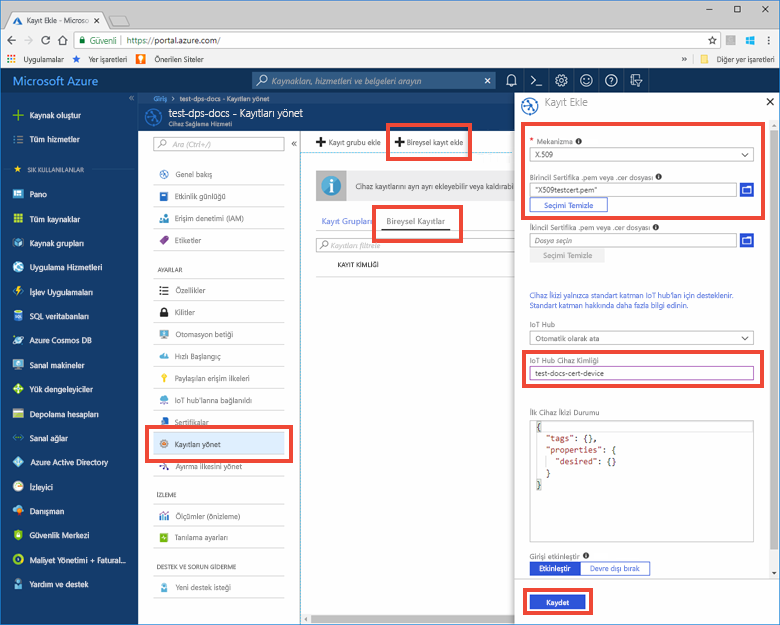 Kayıt Ekle - Microso
Güvenli
https://portal.azure.com/
Uygulamalar
Yer işaretleri
Önerilen Siteler
Diğer yer işaretleri
Microsoft Azure
Kaynakları, hizmetleri ve belgeleri arayın
Kaynak oluştur
Tüm hizmetler
SIK KULLANILANLAR
Pano
Tüm kaynaklar
Kaynak grupları
Uygulama Hizmetleri
İşlev Uygulamaları
SQL veritabanları
Azure Cosmos DB
Sanal makineler
Yük dengeleyiciler
Depolama hesapları
Sanal ağlar
Azure Active Directory
İzleyici
Danışman
Güvenlik Merkezi
Maliyet Yönetimi + Fatural...
Yardım ve destek
Giriş > test-dps-docs - Kayıtları yönet
test-dps-docs - Kayıtları yönet
Cihaz Sağlama Hizmeti
Ara (Ctrl+/)
Genel bakış
Etkinlik günlüğü
Erişim denetimi (IAM)
Etiketler
AYARLAR
Özellikler
Kilitler
Otomasyon betiği
Hızlı Başlangıç
Paylaşılan erişim ilkeleri
IoT hub'larına bağlanıldı
Sertifikalar
Kayıtları yönet
Ayırma ilkesini yönet
İZLEME
Ölçümler (önizleme)
Tanılama ayarları
DESTEK VE SORUN GİDERME
Yeni destek isteği
Kayıt grubu ekle
Bireysel kayıt ekle
Cihaz kayıtlarını ayrı ayrı ekleyebilir veya kaldırabil
Kayıt Grupları
Bireysel Kayıtlar
Kaydları filtrele
KAYIT KİMLİĞİ
Kayıt Ekle
* Mekanizma
X.509
Birincil Sertifika .pem veya .cer dosyası
"X509testcert.pem"
Seçimi Temizle
İkincil Sertifika .pem veya .cer dosyası
Dosya seçin
Seçimi Temizle
Cihaz İkizi yalnızca standart katman IoT hub'ları için desteklenir.
Standart katman hakkında daha fazla bilgi edinin.
IoT Hub
Otomatik olarak ata
IoT Hub Cihaz Kimliği
test-docs-cert-device
İlk Cihaz İkizi Durumu
{
"tags": {},
"properties": {
"desired": {}
}
}
Girişi etkinleştir
Etkinleştir
Devre dışı bırak
Kaydet